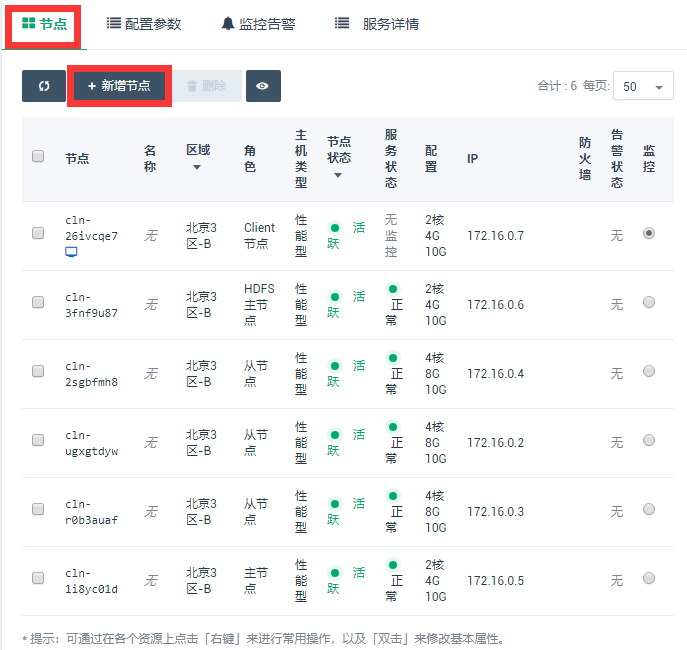 节点 配置参数 监控告警 服务详情
+ 新增节点 删除 合计 : 6 每页: 50
节点 名称 区域 角色 主机类型 节点状态 服务状态 配置 IP 防火墙 告警状态 监控
cln-26ivcqe7 无 北京3区-B Client节点 性能型 活跃 无监控 2核4G10G 172.16.0.7 无
cln-3fnf9u87 无 北京3区-B HDFS主节点 性能型 活跃 正常 2核4G10G 172.16.0.6 无
cln-2sgbfmh8 无 北京3区-B 从节点 性能型 活跃 正常 4核8G10G 172.16.0.4 无
cln-ugxgtdyw 无 北京3区-B 从节点 性能型 活跃 正常 4核8G10G 172.16.0.2 无
cln-r0b3auaf 无 北京3区-B 从节点 性能型 活跃 正常 4核8G10G 172.16.0.3 无
cln-1i8yc01d 无 北京3区-B 主节点 性能型 活跃 正常 2核4G10G 172.16.0.5 无
* 提示：可通过在各个资源上点击「右键」来进行常用操作，以及「双击」来修改基本属性。